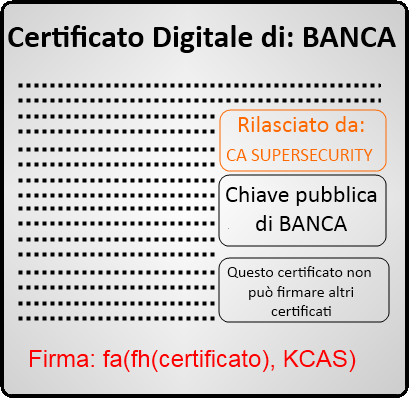 Certificato Digitale di: BANCA
Rilasciato da:
CA SUPERSECURITY
Chiave pubblica
di BANCA
Questo certificato non
può firmare altri
certificati
Firma: fa(fh(certificato), KCAS)